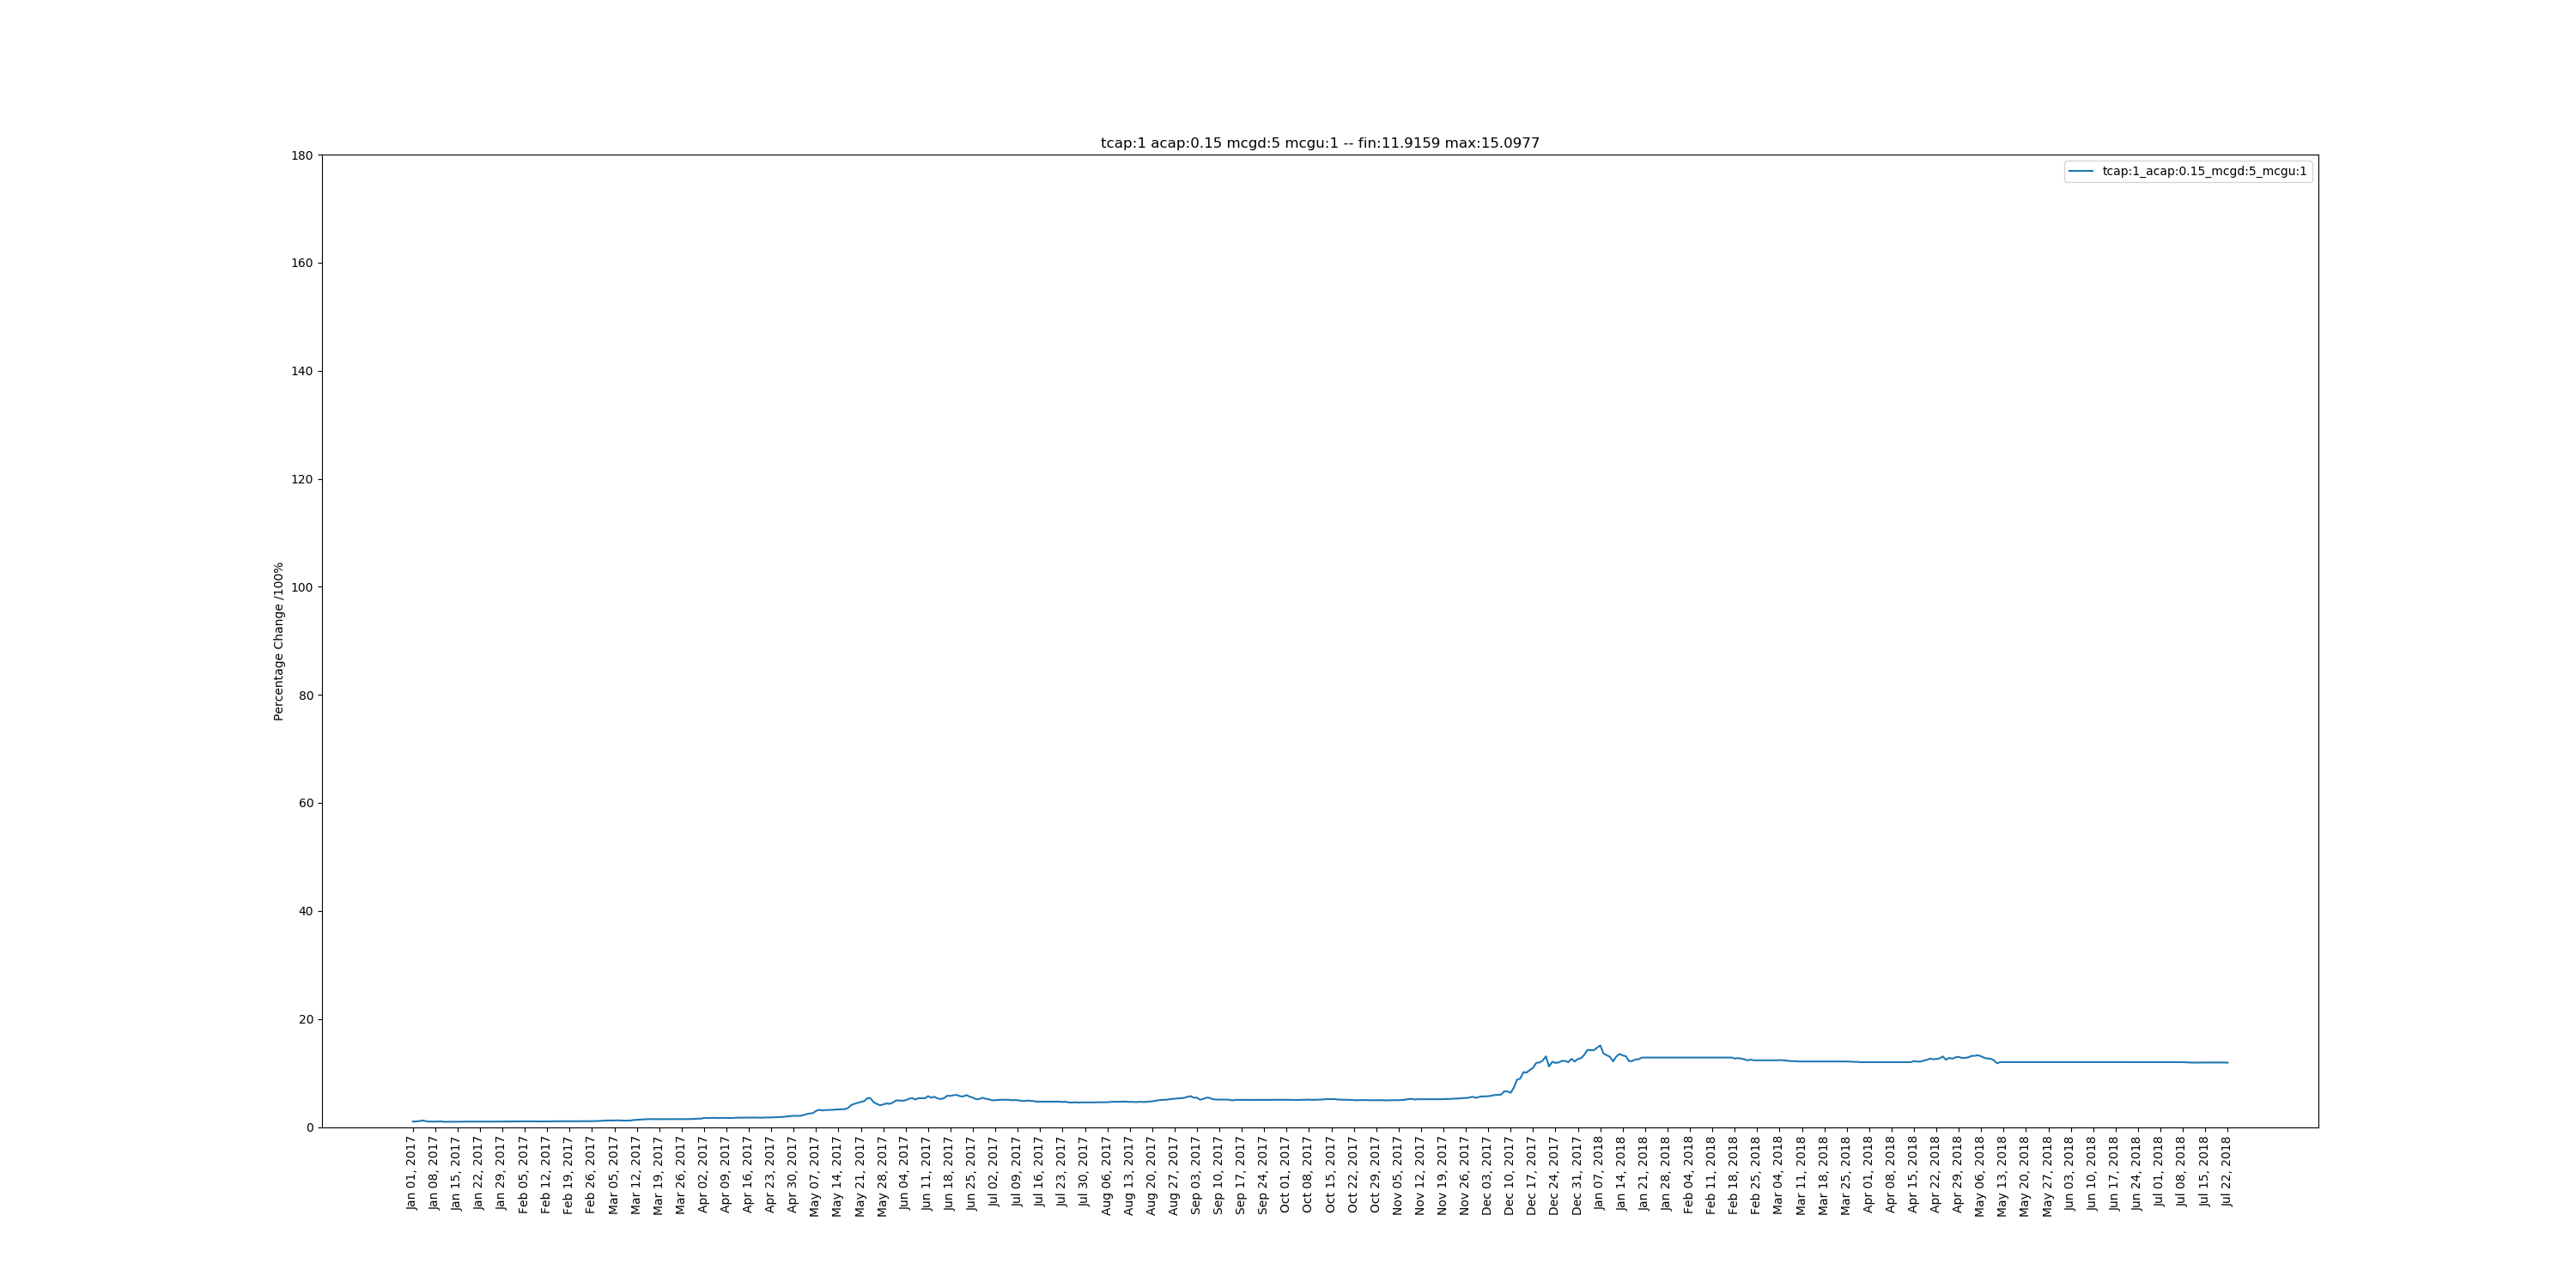 tcap:1 acap:0.15 mcgd:5 mcgu:1 -- fin:11.9159 max:15.0977
tcap:1_acap:0.15_mcgd:5_mcgu:1
Percentage Change /100%
180
160
140
120
100
80
60
40
20
0
Jan 01, 2017
Jan 08, 2017
Jan 15, 2017
Jan 22, 2017
Jan 29, 2017
Feb 05, 2017
Feb 12, 2017
Feb 19, 2017
Feb 26, 2017
Mar 05, 2017
Mar 12, 2017
Mar 19, 2017
Mar 26, 2017
Apr 02, 2017
Apr 09, 2017
Apr 16, 2017
Apr 23, 2017
Apr 30, 2017
May 07, 2017
May 14, 2017
May 21, 2017
May 28, 2017
Jun 04, 2017
Jun 11, 2017
Jun 18, 2017
Jun 25, 2017
Jul 02, 2017
Jul 09, 2017
Jul 16, 2017
Jul 23, 2017
Jul 30, 2017
Aug 06, 2017
Aug 13, 2017
Aug 20, 2017
Aug 27, 2017
Sep 03, 2017
Sep 10, 2017
Sep 17, 2017
Sep 24, 2017
Oct 01, 2017
Oct 08, 2017
Oct 15, 2017
Oct 22, 2017
Oct 29, 2017
Nov 05, 2017
Nov 12, 2017
Nov 19, 2017
Nov 26, 2017
Dec 03, 2017
Dec 10, 2017
Dec 17, 2017
Dec 24, 2017
Dec 31, 2017
Jan 07, 2018
Jan 14, 2018
Jan 21, 2018
Jan 28, 2018
Feb 04, 2018
Feb 11, 2018
Feb 18, 2018
Feb 25, 2018
Mar 04, 2018
Mar 11, 2018
Mar 18, 2018
Mar 25, 2018
Apr 01, 2018
Apr 08, 2018
Apr 15, 2018
Apr 22, 2018
Apr 29, 2018
May 06, 2018
May 13, 2018
May 20, 2018
May 27, 2018
Jun 03, 2018
Jun 10, 2018
Jun 17, 2018
Jun 24, 2018
Jul 01, 2018
Jul 08, 2018
Jul 15, 2018
Jul 22, 2018